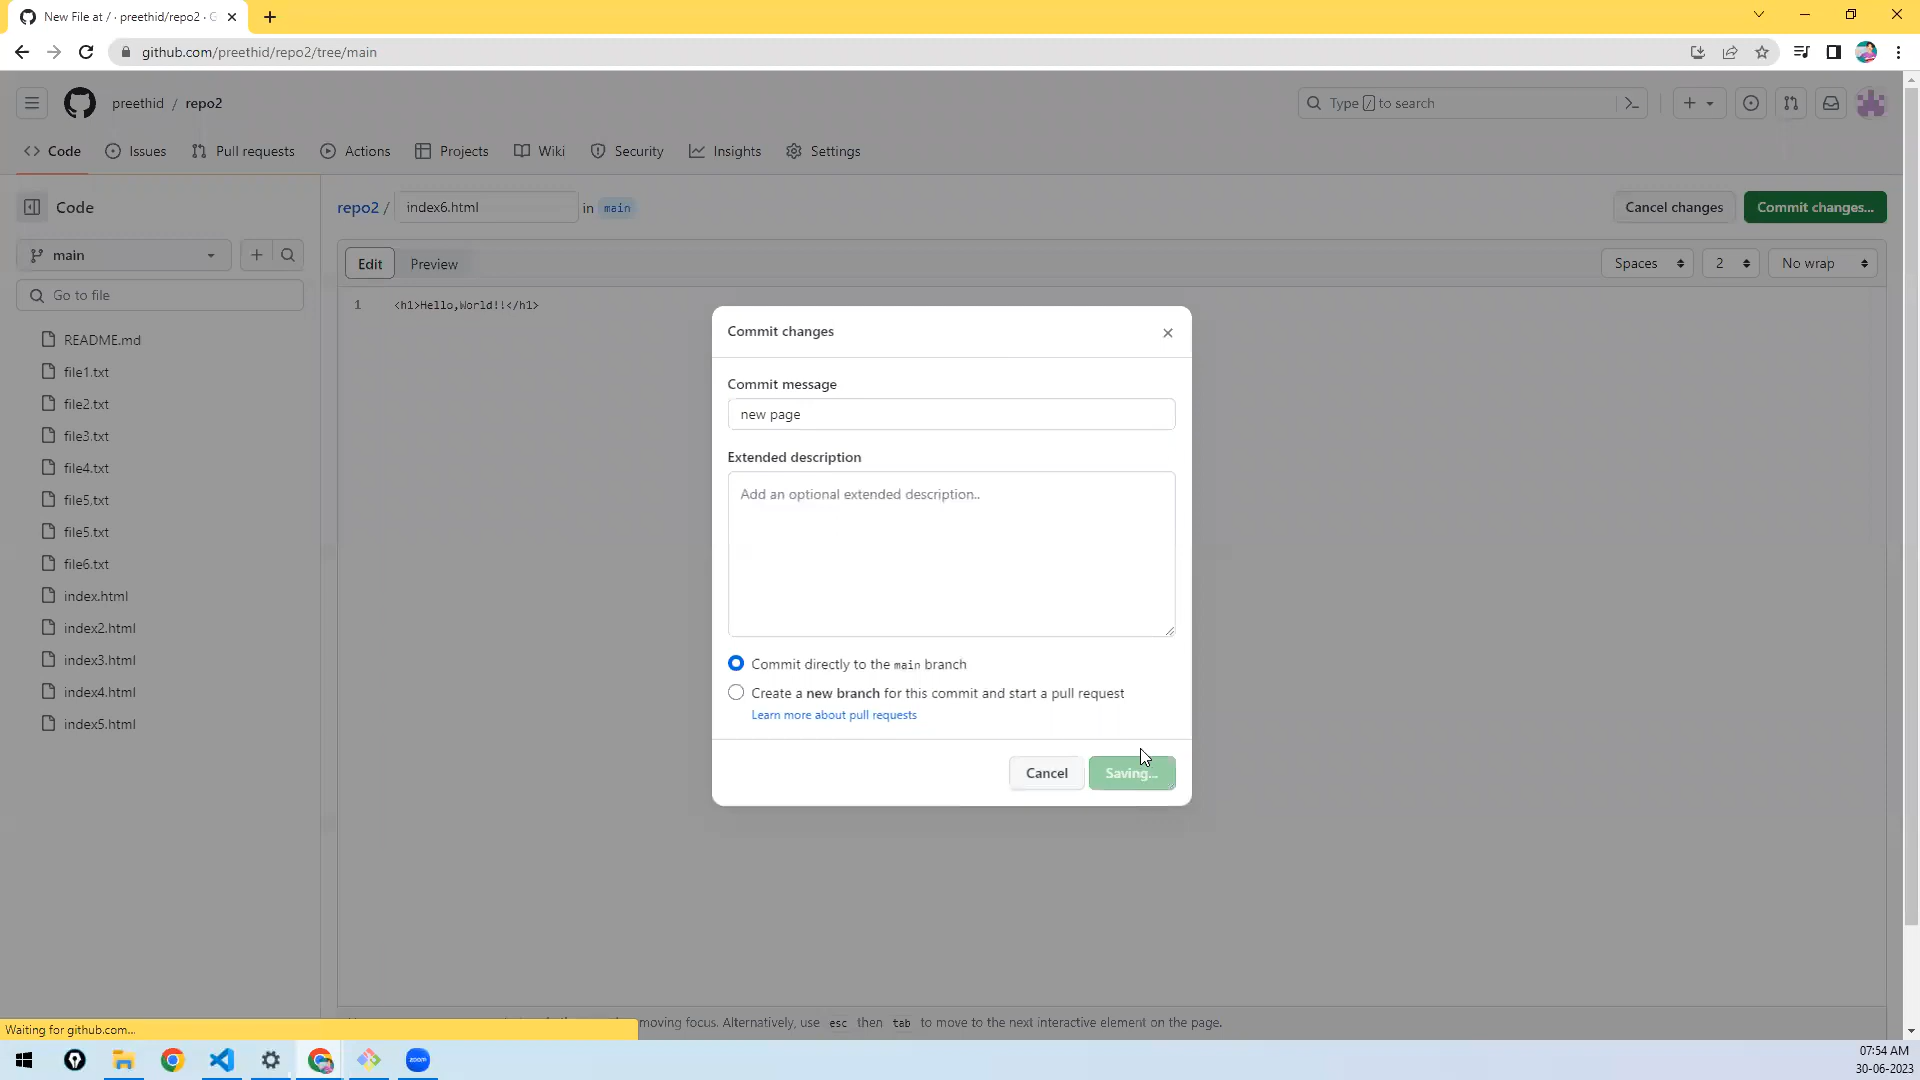 New File at / · preethid/repo2 · G
github.com/preethid/repo2/tree/main
preethid / repo2
Type / to search
Code
Issues
Pull requests
Actions
Projects
Wiki
Security
Insights
Settings
Code
repo2 / index6.html in main
Cancel changes
Commit changes...
main
Edit
Preview
Spaces
2
No wrap
Go to file
1 <h1>Hello,World!!</h1>
README.md
file1.txt
file2.txt
file3.txt
file4.txt
file5,txt
file5.txt
file6.txt
index.html
index2.html
index3.html
index4.html
index5.html
Commit changes
Commit message
new page
Extended description
Add an optional extended description..
Commit directly to the main branch
Create a new branch for this commit and start a pull request
Learn more about pull requests
Cancel
Saving...
moving focus. Alternatively, use esc then tab to move to the next interactive element on the page.
Waiting for github.com...
zoom
07:54 AM
30-06-2023